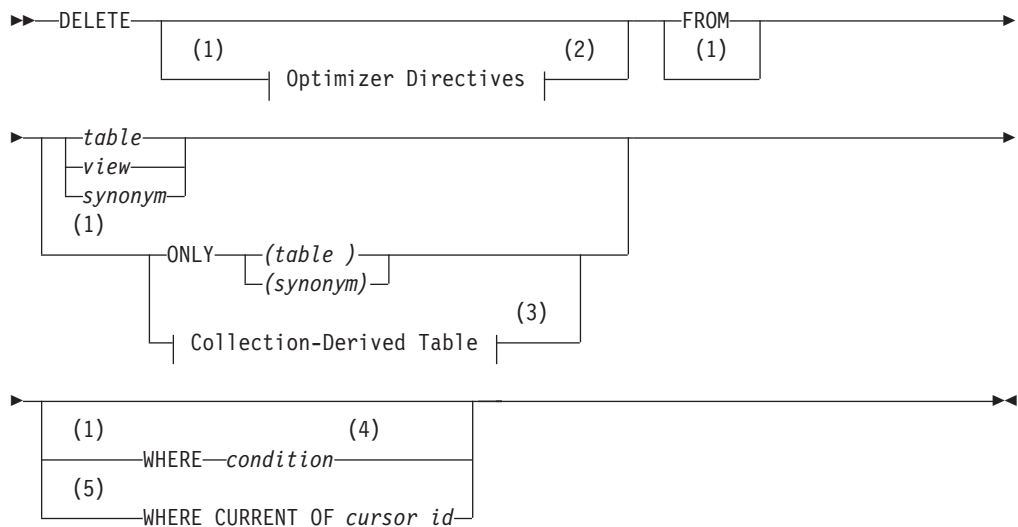 DELETE FROM
(1) (2) (1)
Optimizer Directives
table
view
synonym
(1)
ONLY (table )
(synonym)
(3)
Collection-Derived Table
(1) (4)
WHERE condition
(5)
WHERE CURRENT OF cursor id